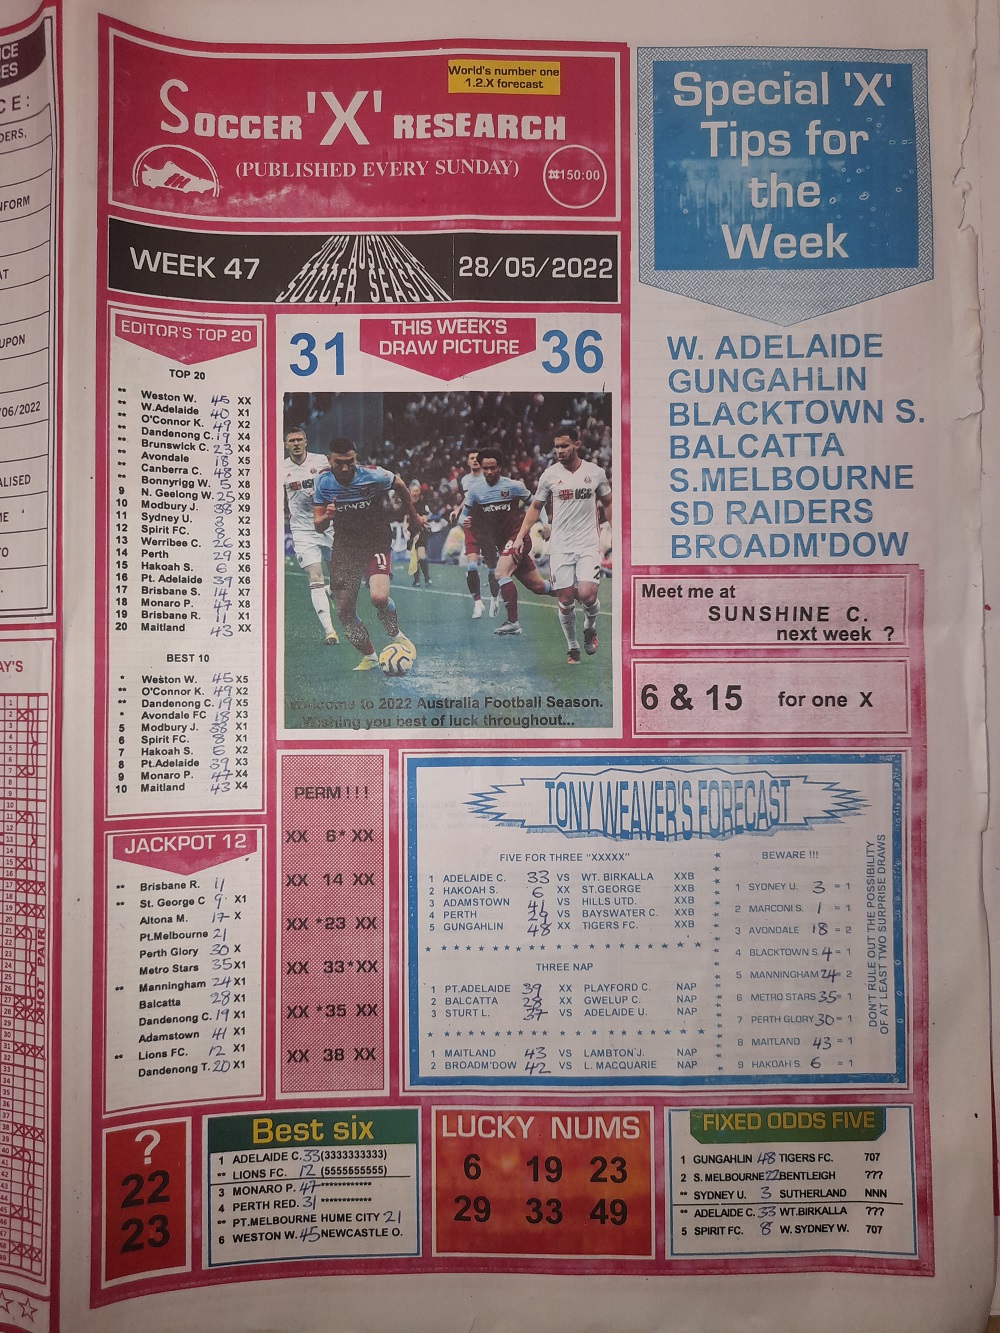 World's number one
1.2.X forecast
SOCCER 'X' RESEARCH
(PUBLISHED EVERY SUNDAY)
₦150:00
WEEK 47
2022 AUSTRALIA
SOCCER SEASON
28/05/2022
Special 'X'
Tips for
the
Week
W. ADELAIDE
GUNGAHLIN
BLACKTOWN S.
BALCATTA
S.MELBOURNE
SD RAIDERS
BROADM'DOW
Meet me at
SUNSHINE C.
next week ?
6 & 15 for one X
EDITOR'S TOP 20
TOP 20
** Weston W. 45 XX
** W.Adelaide 40 X1
** O'Connor K. 49 X2
** Dandenong C. 19 X4
** Brunswick C. 23 X4
** Avondale 18 X5
** Canberra C. 48 X7
** Bonnyrigg W. 5 X8
9 N. Geelong W. 25 X9
10 Modbury J. 38 X9
11 Sydney U. 3 X2
12 Spirit FC. 8 X3
13 Werribee C. 26 X3
14 Perth 29 X5
15 Hakoah S. 6 X6
16 Pt. Adelaide 39 X6
17 Brisbane S. 14 X7
18 Monaro P. 47 X8
19 Brisbane R. 11 X1
20 Maitland 43 XX
BEST 10
* Weston W. 45 X5
** O'Connor K. 49 X2
** Dandenong C. 19 X5
* Avondale FC 18 X3
5 Modbury J. 38 X1
6 Spirit FC. 8 X1
7 Hakoah S. 6 X2
8 Pt.Adelaide 39 X3
9 Monaro P. 47 X4
10 Maitland 43 X4
31
THIS WEEK'S
DRAW PICTURE
36
Welcome to 2022 Australia Football Season.
Wishing you best of luck throughout...
JACKPOT 12
** Brisbane R. 11
** St. George C 9 X1
Altona M. 17 X
Pt.Melbourne 21
Perth Glory 30 X
Metro Stars 35 X1
** Manningham 24 X1
Balcatta 28 X1
Dandenong C. 19 X1
Adamstown 41 X1
** Lions FC. 12 X1
Dandenong T. 20 X1
PERM !!!
XX 6* XX
XX 14 XX
XX *23 XX
XX 33*XX
XX *35 XX
XX 38 XX
TONY WEAVER'S FORECAST
FIVE FOR THREE "XXXXX"
1 ADELAIDE C. 33 VS WT. BIRKALLA XXB
2 HAKOAH S. 6 XX ST.GEORGE XXB
3 ADAMSTOWN 41 VS HILLS UTD. XXB
4 PERTH 29 VS BAYSWATER C. XXB
5 GUNGAHLIN 48 XX TIGERS FC. XXB
THREE NAP
1 PT.ADELAIDE 39 XX PLAYFORD C. NAP
2 BALCATTA 28 XX GWELUP C. NAP
3 STURT L. 37 XX ADELAIDE U. NAP
1 MAITLAND 43 VS LAMBTON J. NAP
2 BROADM'DOW 42 VS L. MACQUARIE NAP
BEWARE !!!
1 SYDNEY U. 3 = 1
2 MARCONI S. 1 = 1
3 AVONDALE 18 = 2
4 BLACKTOWN S. 4 = 1
5 MANNINGHAM 24 = 2
6 METRO STARS 35 = 1
7 PERTH GLORY 30 = 1
8 MAITLAND 43 = 1
9 HAKOAH S. 6 = 1
DON'T RULE OUT THE POSSIBILITY
OF AT LEAST TWO SURPRISE DRAWS
?
22
23
Best six
1 ADELAIDE C. 33 (3333333333)
** LIONS FC. 12 (5555555555)
3 MONARO P. 47 ************
4 PERTH RED. 31 ************
** PT.MELBOURNE HUME CITY 21
6 WESTON W. 45 NEWCASTLE O.
LUCKY NUMS
6 19 23
29 33 49
FIXED ODDS FIVE
1 GUNGAHLIN 48 TIGERS FC. 707
2 S.MELBOURNE 22 BENTLEIGH ???
** SYDNEY U. 3 SUTHERLAND NNN
** ADELAIDE C. 33 WT.BIRKALLA ???
5 SPIRIT FC. 8 W. SYDNEY W. 707
HOT PAIR